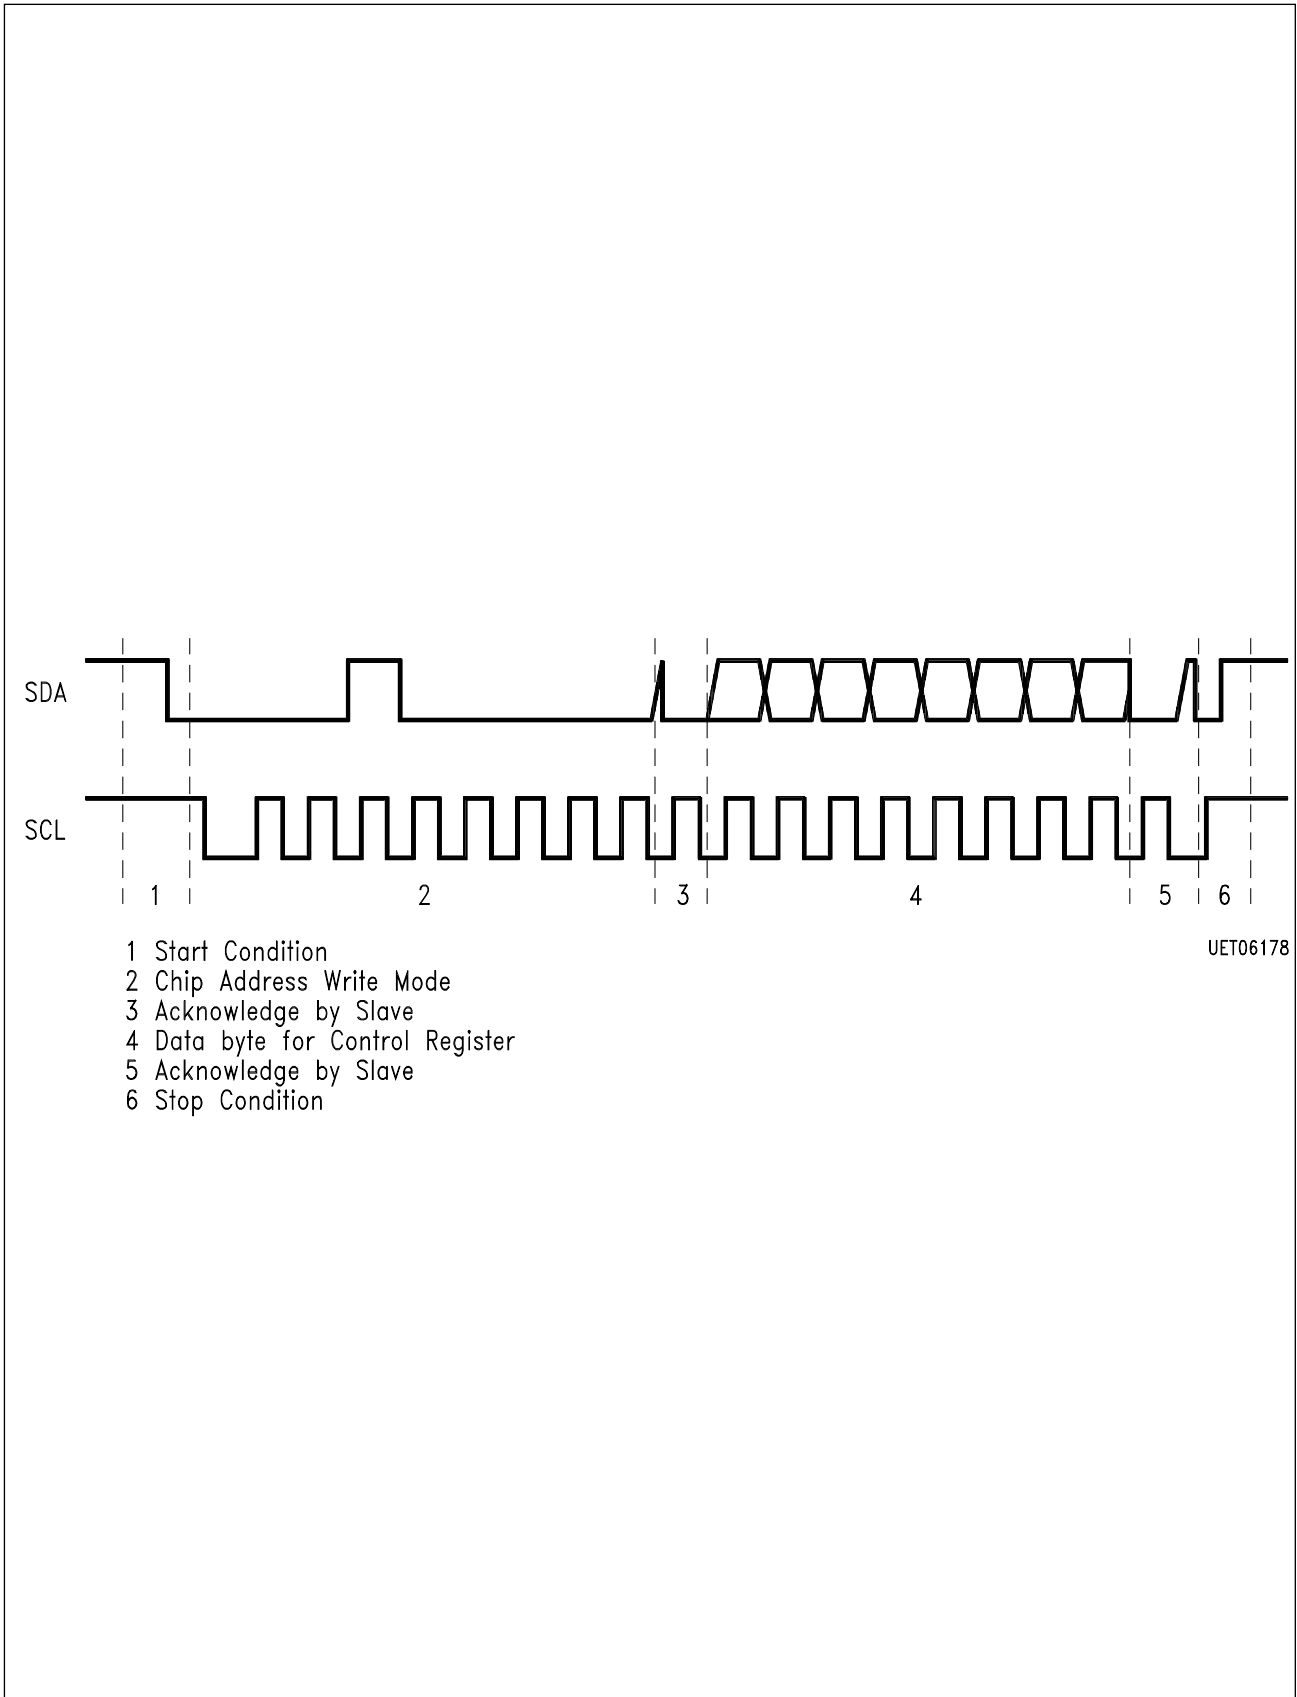 SDA
SCL
1 2 3 4 5 6
1 Start Condition
UET06178
2 Chip Address Write Mode
3 Acknowledge by Slave
4 Data byte for Control Register
5 Acknowledge by Slave
6 Stop Condition